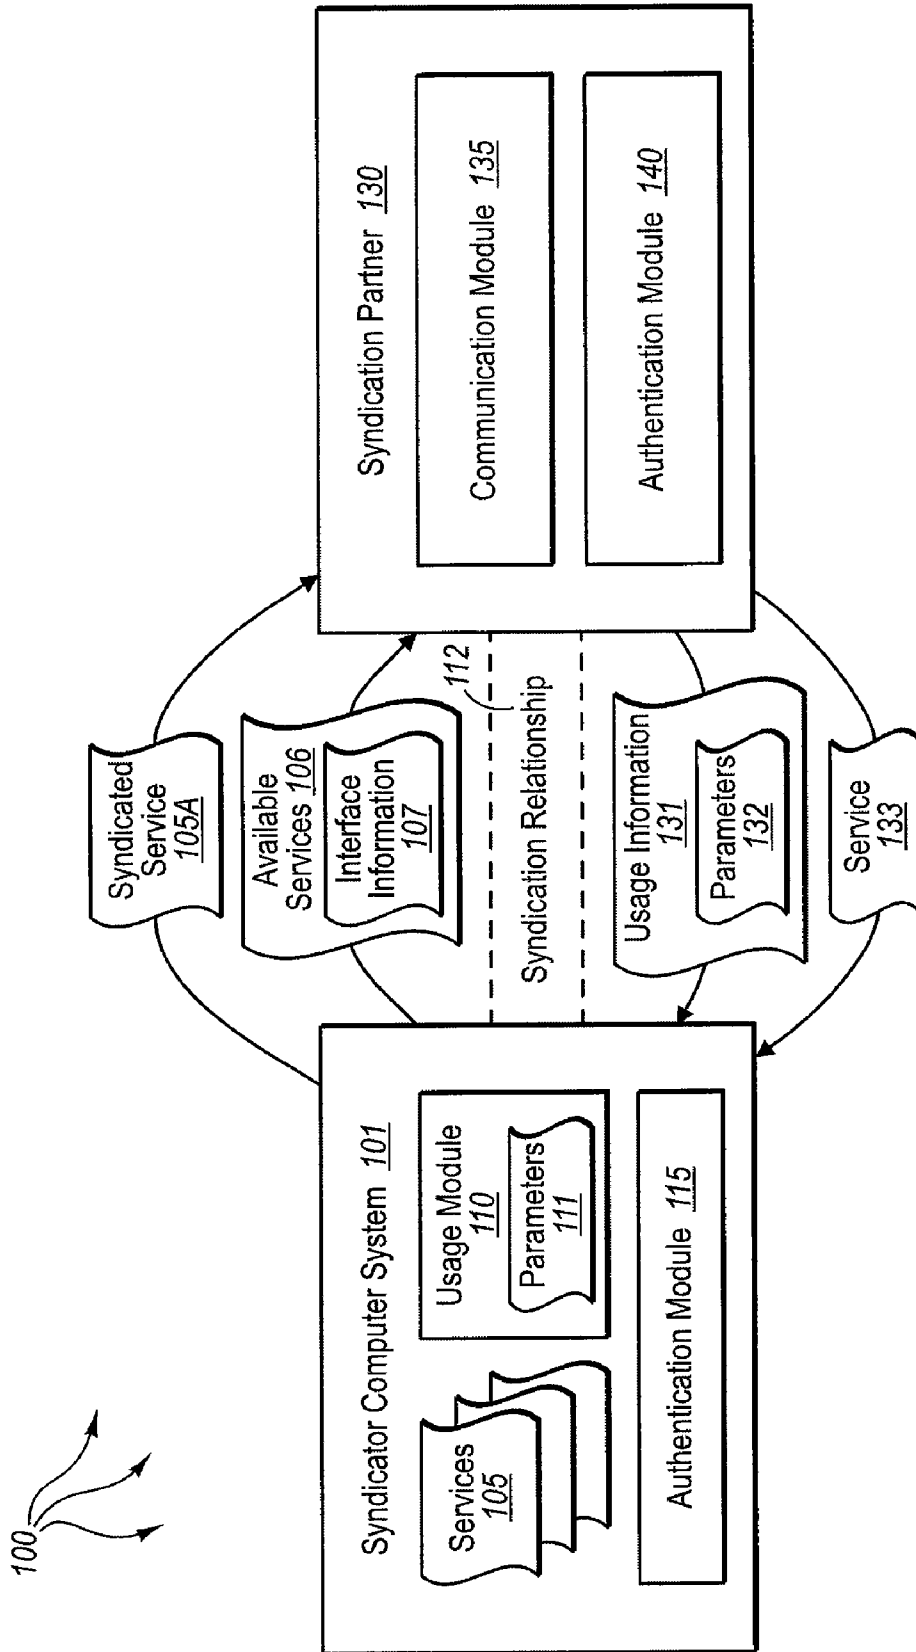 100
Syndicator Computer System 101
Services
105
Usage Module
110
Parameters
111
Authentication Module 115
Syndicated
Service
105A
Available
Services 106
Interface
Information
107
112
Syndication Relationship
Usage Information
131
Parameters
132
Service
133
Syndication Partner 130
Communication Module 135
Authentication Module 140